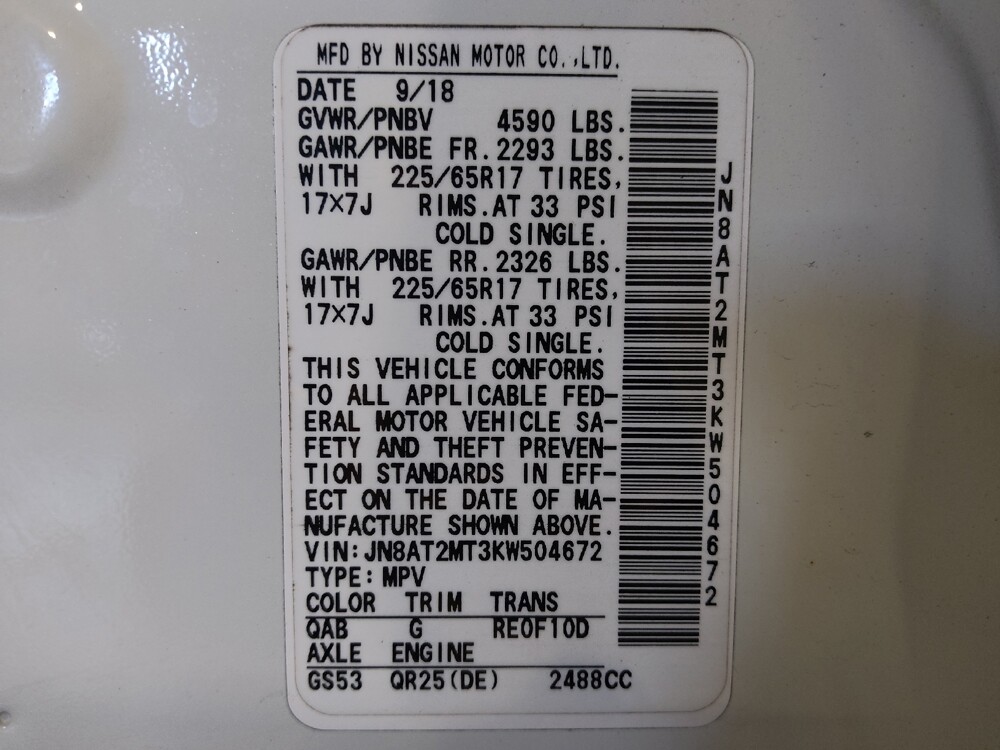 MFD BY NISSAN MOTOR CO.,LTD.
DATE 9/18
GVWR/PNBV 4590 LBS.
GAWR/PNBE FR.2293 LBS.
WITH 225/65R17 TIRES,
17×7J RIMS.AT 33 PSI
COLD SINGLE.
GAWR/PNBE RR.2326 LBS.
WITH 225/65R17 TIRES,
17×7J RIMS.AT 33 PSI
COLD SINGLE.
THIS VEHICLE CONFORMS
TO ALL APPLICABLE FED-
ERAL MOTOR VEHICLE SA-
FETY AND THEFT PREVEN-
TION STANDARDS IN EFF-
ECT ON THE DATE OF MA-
NUFACTURE SHOWN ABOVE.
VIN:JN8AT2MT3KW504672
TYPE:MPV
COLOR TRIM TRANS
QAB G RE0F10D
AXLE ENGINE
GS53 QR25(DE) 2488CC
JN8AT2MT3KW504672